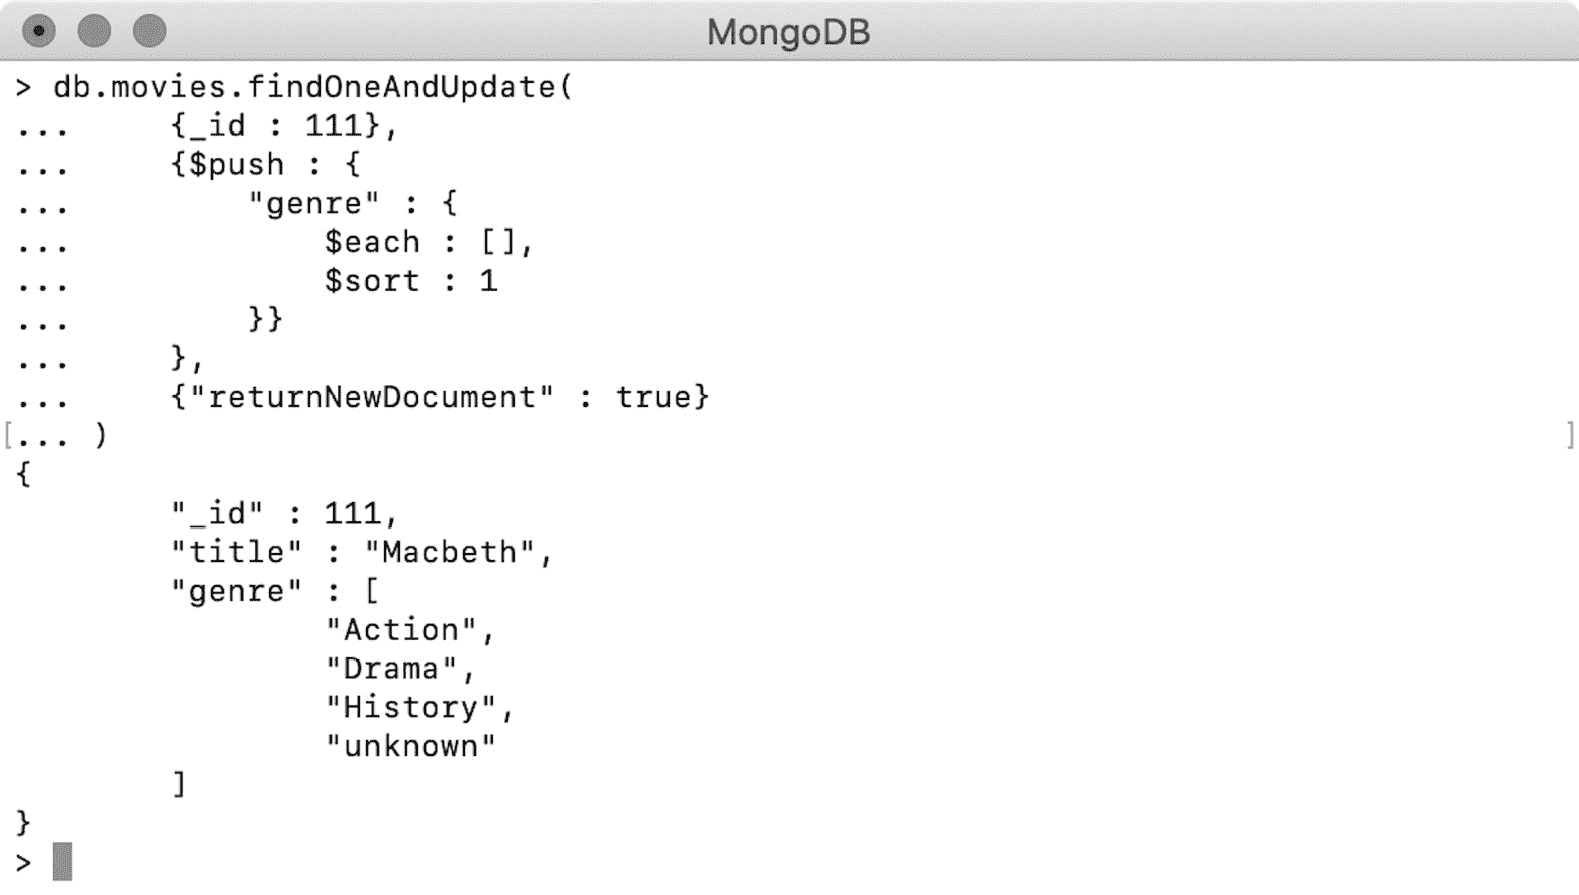 MongoDB
> db.movies.findOneAndUpdate(
...     {_id : 111},
...     {$push : {
...         "genre" : {
...             $each : [],
...             $sort : 1
...         }}
...     },
...     {"returnNewDocument" : true}
[... ) ]
{
        "_id" : 111,
        "title" : "Macbeth",
        "genre" : [
                "Action",
                "Drama",
                "History",
                "unknown"
        ]
}
>